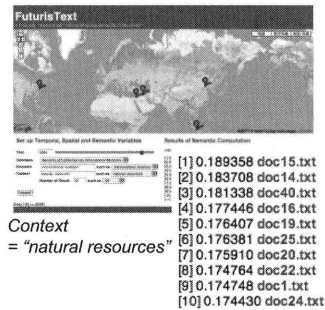 FuturisText
Set up Temporal, Spatial and Semantic Variables
Results of Semantic Computation
Context
= "natural resources"
[1] 0.189358 doc15.txt
[2] 0.183708 doc14.txt
[3] 0.181338 doc40.txt
[4] 0.177446 doc16.txt
[5] 0.176407 doc19.txt
[6] 0.176381 doc25.txt
[7] 0.175910 doc20.txt
[8] 0.174764 doc22.txt
[9] 0.174748 doc1.txt
[10] 0.174430 doc24.txt